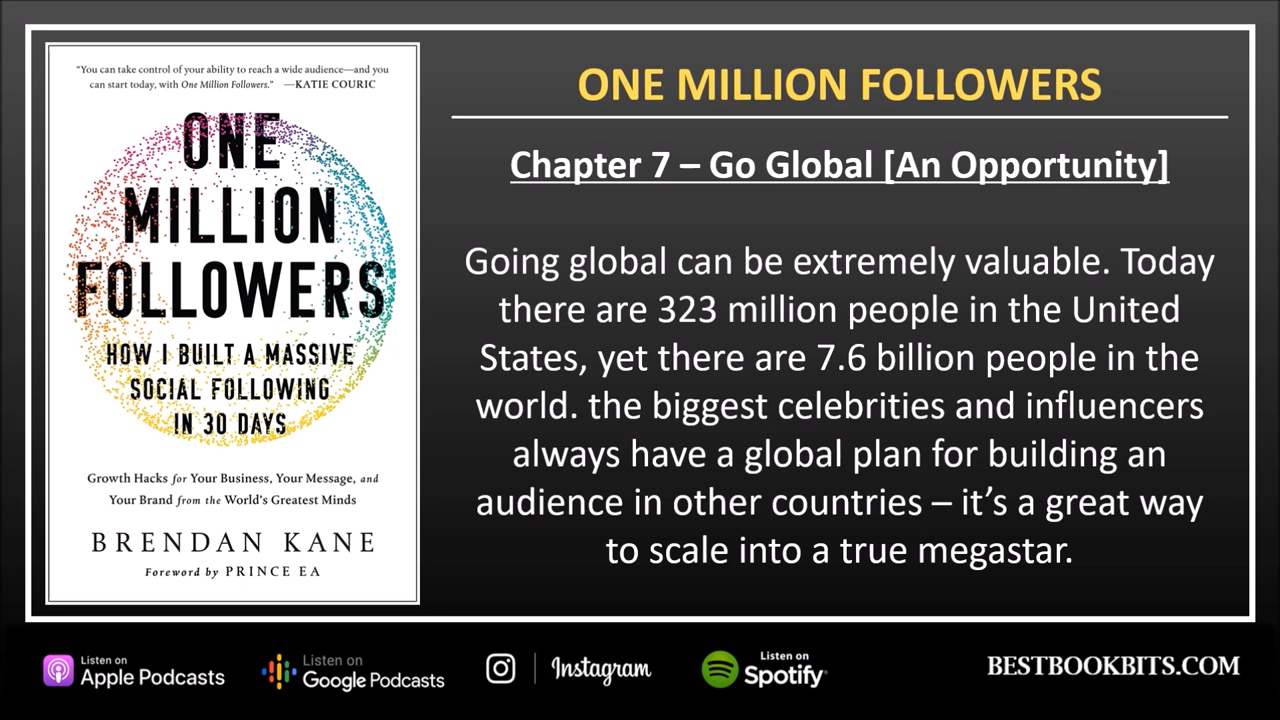 “You can take control of your ability to reach a wide audience—and you
can start today, with One Million Followers.” —KATIE COURIC
ONE
MILLION
FOLLOWERS
HOW I BUILT A MASSIVE
SOCIAL FOLLOWING
IN 30 DAYS
Growth Hacks for Your Business, Your Message, and
Your Brand from the World's Greatest Minds
BRENDAN KANE
Foreword by PRINCE EA
ONE MILLION FOLLOWERS
Chapter 7 – Go Global [An Opportunity]
Going global can be extremely valuable. Today
there are 323 million people in the United
States, yet there are 7.6 billion people in the
world. the biggest celebrities and influencers
always have a global plan for building an
audience in other countries – it’s a great way
to scale into a true megastar.
Listen on
Apple Podcasts
Listen on
Google Podcasts
Instagram
Listen on
Spotify
BESTBOOKBITS.COM